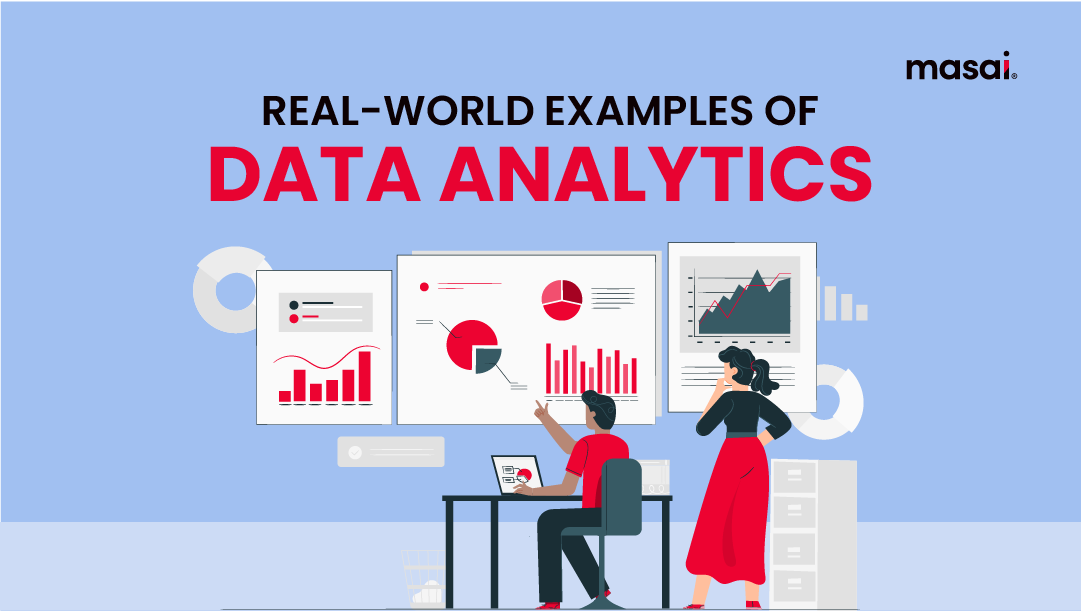 masai®
REAL-WORLD EXAMPLES OF
DATA ANALYTICS